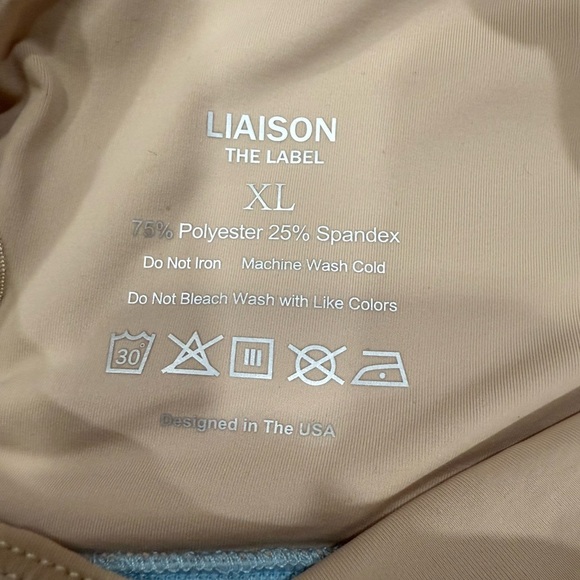 LIAISON
THE LABEL
XL
75% Polyester 25% Spandex
Do Not Iron Machine Wash Cold
Do Not Bleach Wash with Like Colors
30°
Designed in The USA